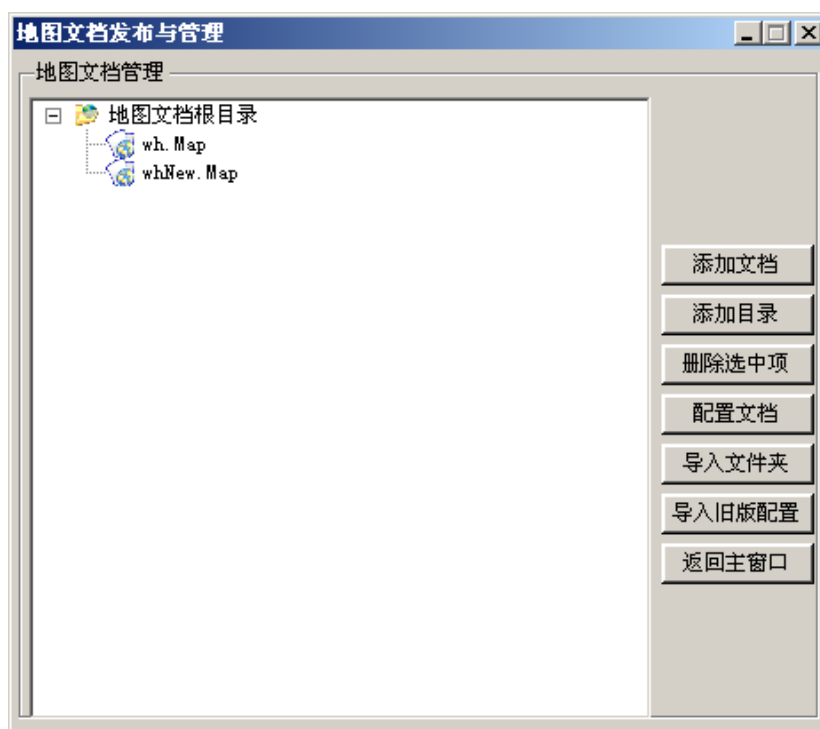 地图文档发布与管理
地图文档管理
地图文档根目录
wh.Map
whNew.Map
添加文档
添加目录
删除选中项
配置文档
导入文件夹
导入旧版配置
返回主窗口